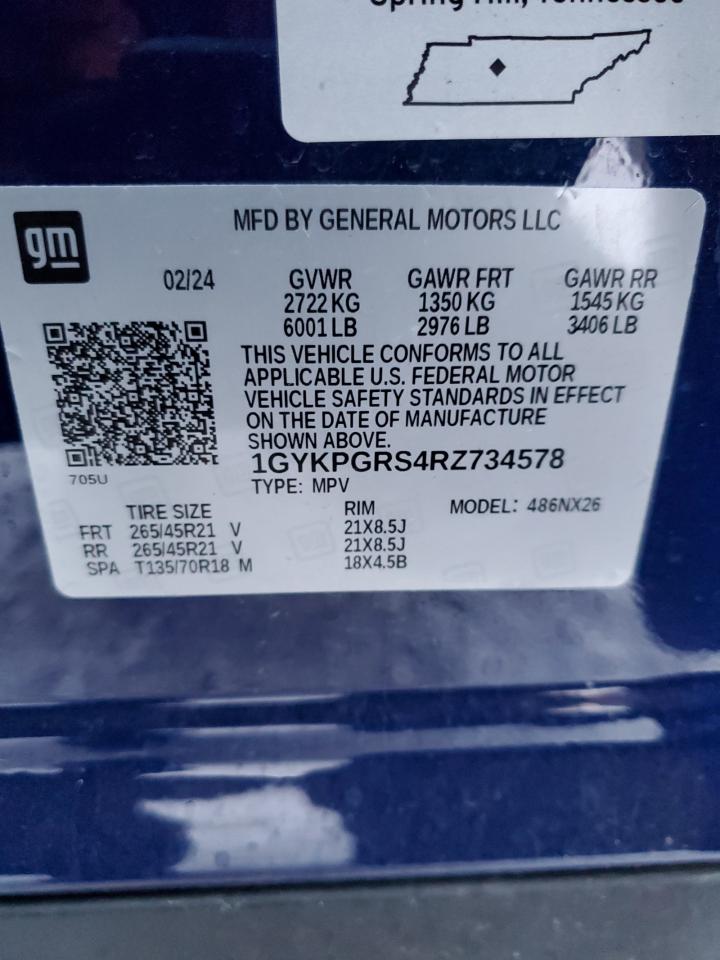 Spring Hill, Tennessee
gm
MFD BY GENERAL MOTORS LLC
02/24 GVWR GAWR FRT GAWR RR
2722 KG 1350 KG 1545 KG
6001 LB 2976 LB 3406 LB
THIS VEHICLE CONFORMS TO ALL
APPLICABLE U.S. FEDERAL MOTOR
VEHICLE SAFETY STANDARDS IN EFFECT
ON THE DATE OF MANUFACTURE
SHOWN ABOVE.
1GYKPGRS4RZ734578
705U
TYPE: MPV
TIRE SIZE RIM MODEL: 486NX26
FRT 265/45R21 V 21X8.5J
RR 265/45R21 V 21X8.5J
SPA T135/70R18 M 18X4.5B